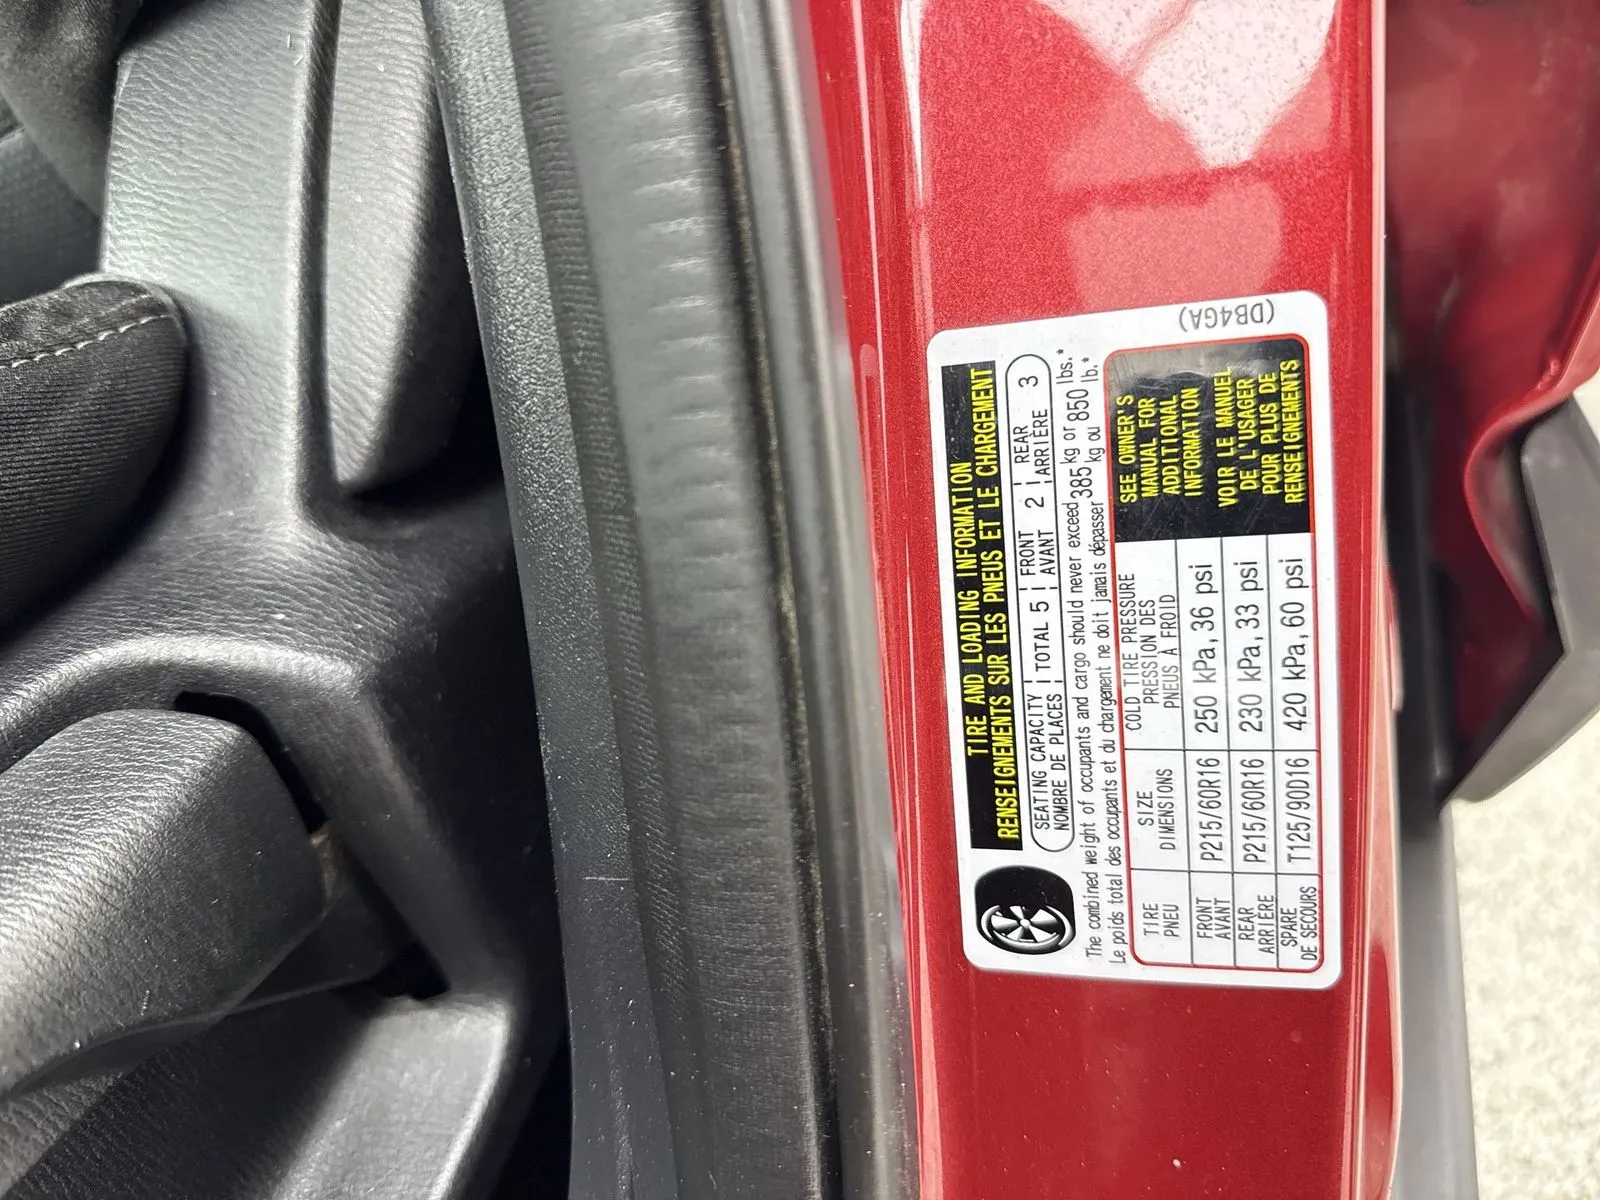 TIRE AND LOADING INFORMATION
RENSEIGNEMENTS SUR LES PNEUS ET LE CHARGEMENT
SEATING CAPACITY TOTAL 5 FRONT 2 REAR 3
NOMBRE DE PLACES AVANT ARRIÈRE
The combined weight of occupants and cargo should never exceed 385 kg or 850 lbs.*
Le poids total des occupants et du chargement ne doit jamais dépasser kg ou lb.*
TIRE SIZE COLD TIRE PRESSURE
PNEU DIMENSIONS PRESSION DES
PNEUS À FROID
FRONT P215/60R16 250 kPa, 36 psi
AVANT
REAR P215/60R16 230 kPa, 33 psi
ARRIÈRE
SPARE T125/90D16 420 kPa, 60 psi
DE SECOURS
SEE OWNER'S
MANUAL FOR
ADDITIONAL
INFORMATION
VOIR LE MANUEL
DE L'USAGER
POUR PLUS DE
RENSEIGNEMENTS
(DB4GA)